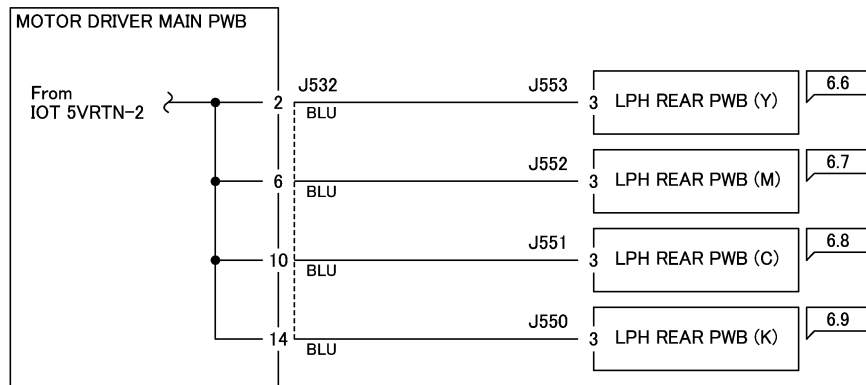 MOTOR DRIVER MAIN PWB
From
IOT 5VRTN-2
2
J532
BLU
J553
3
LPH REAR PWB (Y)
6.6
6
BLU
J552
3
LPH REAR PWB (M)
6.7
10
BLU
J551
3
LPH REAR PWB (C)
6.8
14
BLU
J550
3
LPH REAR PWB (K)
6.9